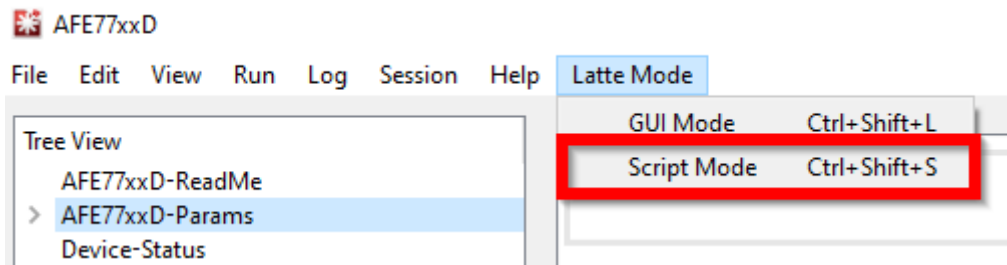 AFE77xxD
File Edit View Run Log Session Help Latte Mode
GUI Mode Ctrl+Shift+L
Script Mode Ctrl+Shift+S
Tree View
AFE77xxD-ReadMe
AFE77xxD-Params
Device-Status